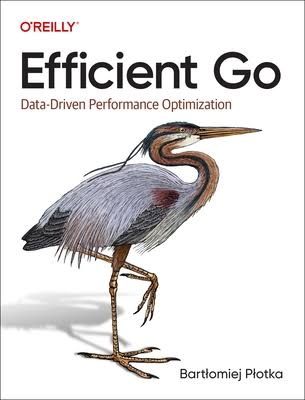 O'REILLY®
Efficient Go
Data-Driven Performance Optimization
Bartłomiej Płotka